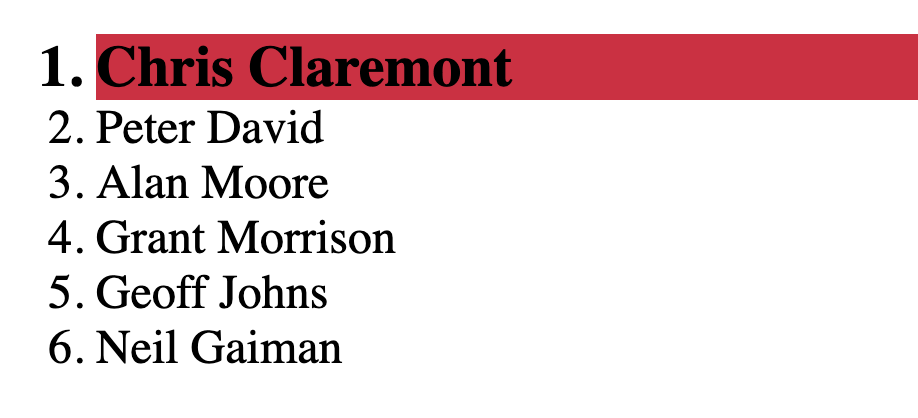 1. Chris Claremont
2. Peter David
3. Alan Moore
4. Grant Morrison
5. Geoff Johns
6. Neil Gaiman